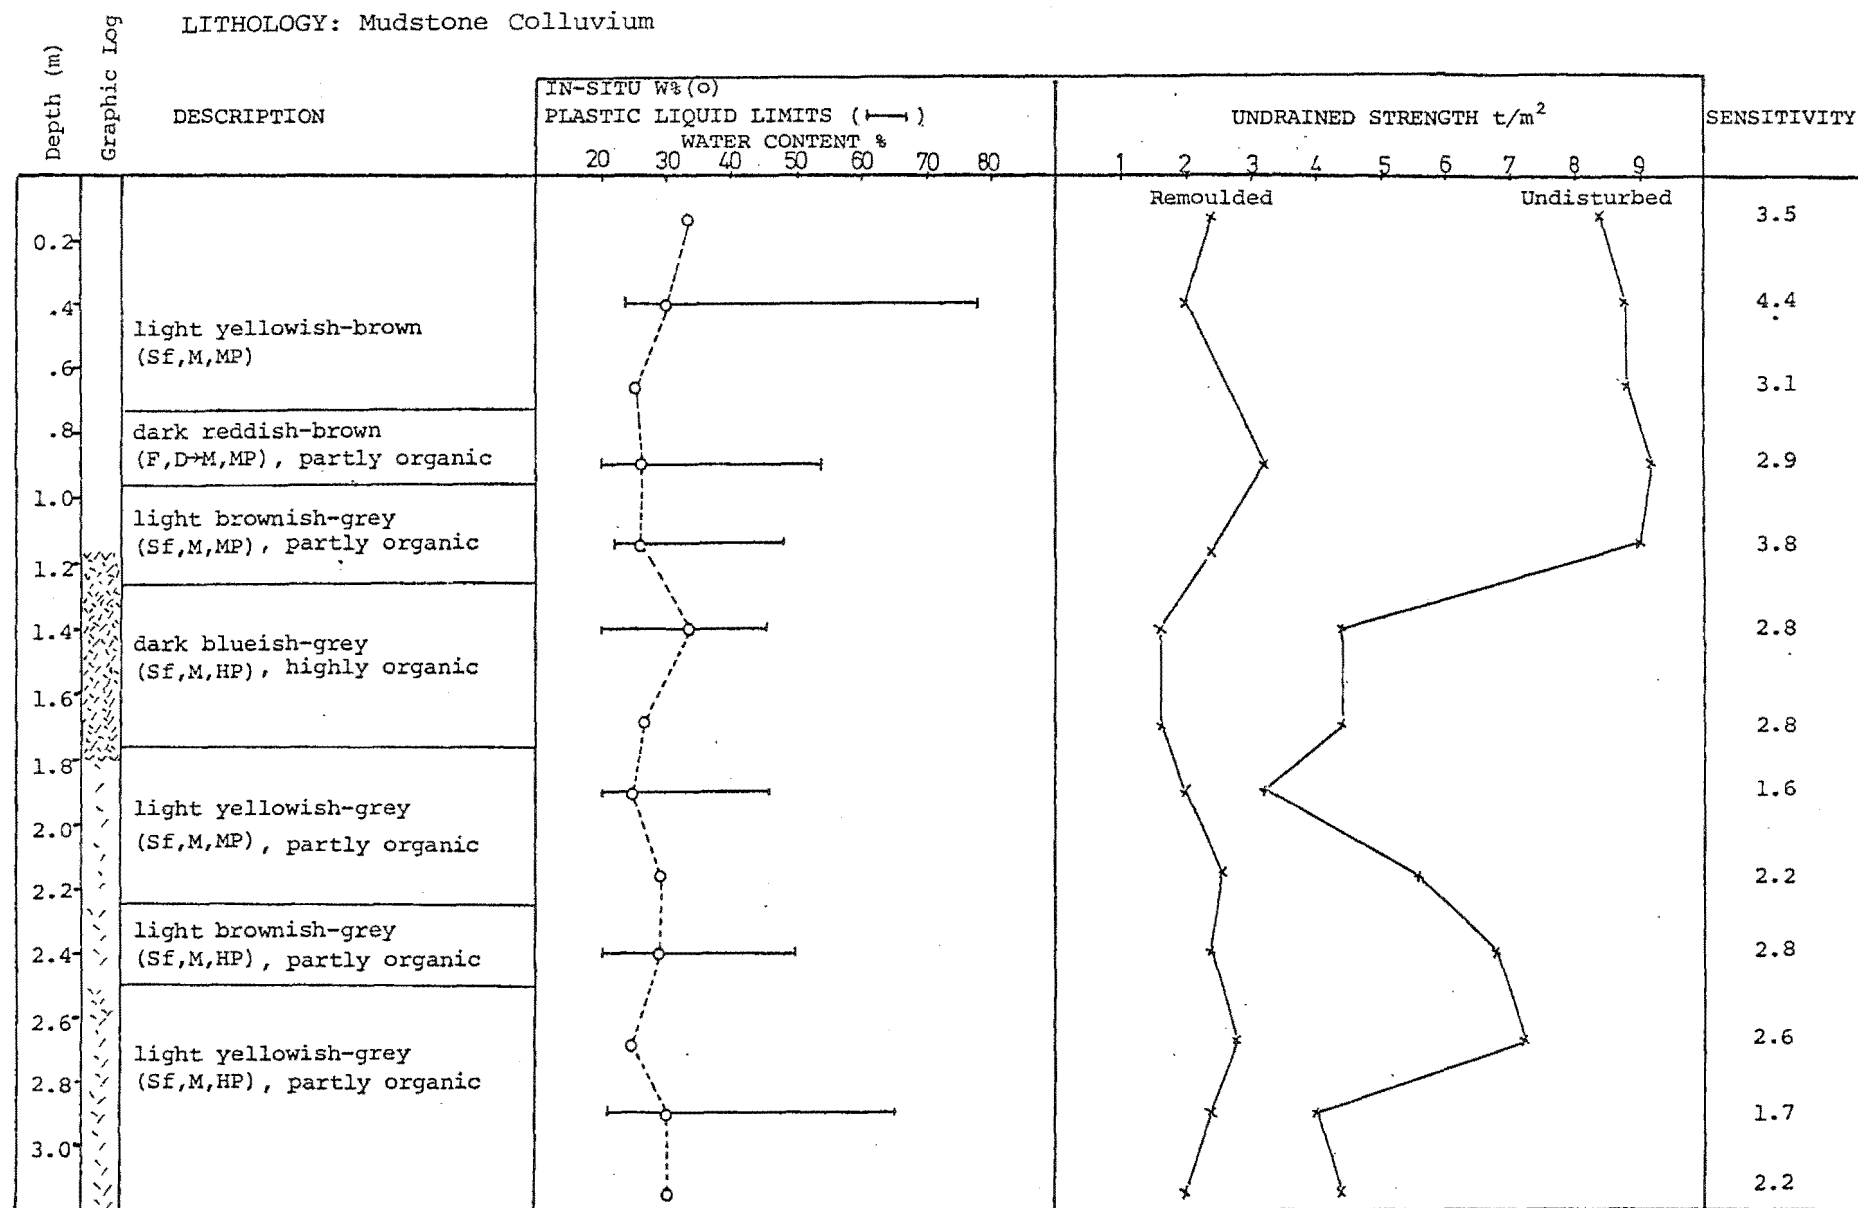 LITHOLOGY: Mudstone Colluvium
Depth (m)
Graphic Log
DESCRIPTION
IN-SITU W%(o)
PLASTIC LIQUID LIMITS (⊢⊣)
WATER CONTENT %
20 30 40 50 60 70 80
UNDRAINED STRENGTH t/m²
1 2 3 4 5 6 7 8 9
Remoulded Undisturbed
SENSITIVITY
0.2
.4
.6
.8
1.0
1.2
1.4
1.6
1.8
2.0
2.2
2.4
2.6
2.8
3.0
light yellowish-brown
(Sf,M,MP)
dark reddish-brown
(F,D→M,MP), partly organic
light brownish-grey
(Sf,M,MP), partly organic
dark blueish-grey
(Sf,M,HP), highly organic
light yellowish-grey
(Sf,M,MP), partly organic
light brownish-grey
(Sf,M,HP), partly organic
light yellowish-grey
(Sf,M,HP), partly organic
3.5
4.4
3.1
2.9
3.8
2.8
2.8
1.6
2.2
2.8
2.6
1.7
2.2